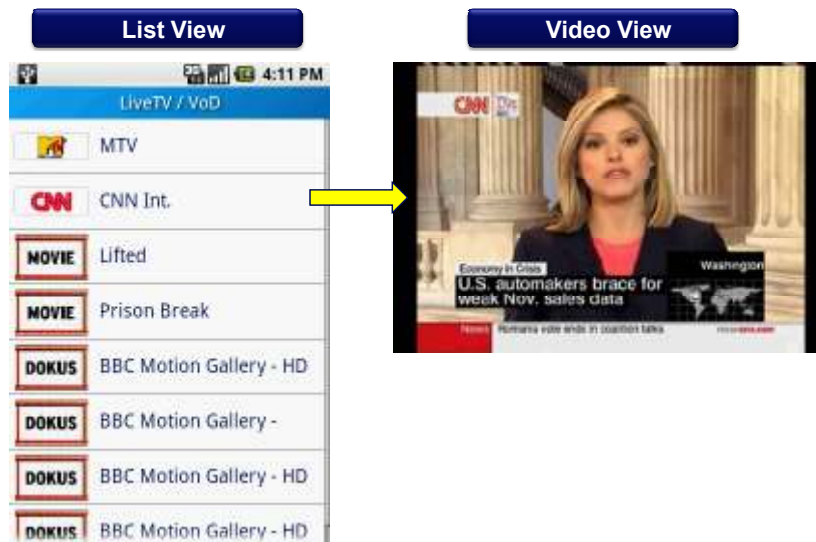 List View
Video View
4:11 PM
LiveTV / VoD
MTV
CNN CNN Int.
MOVIE Lifted
MOVIE Prison Break
DOKUS BBC Motion Gallery - HD
DOKUS BBC Motion Gallery -
DOKUS BBC Motion Gallery - HD
DOKUS BBC Motion Gallery - HD
CNN
Economy in Crisis
Washington
U.S. automakers brace for
weak Nov. sales data
News Romania vote ends in coalition talks